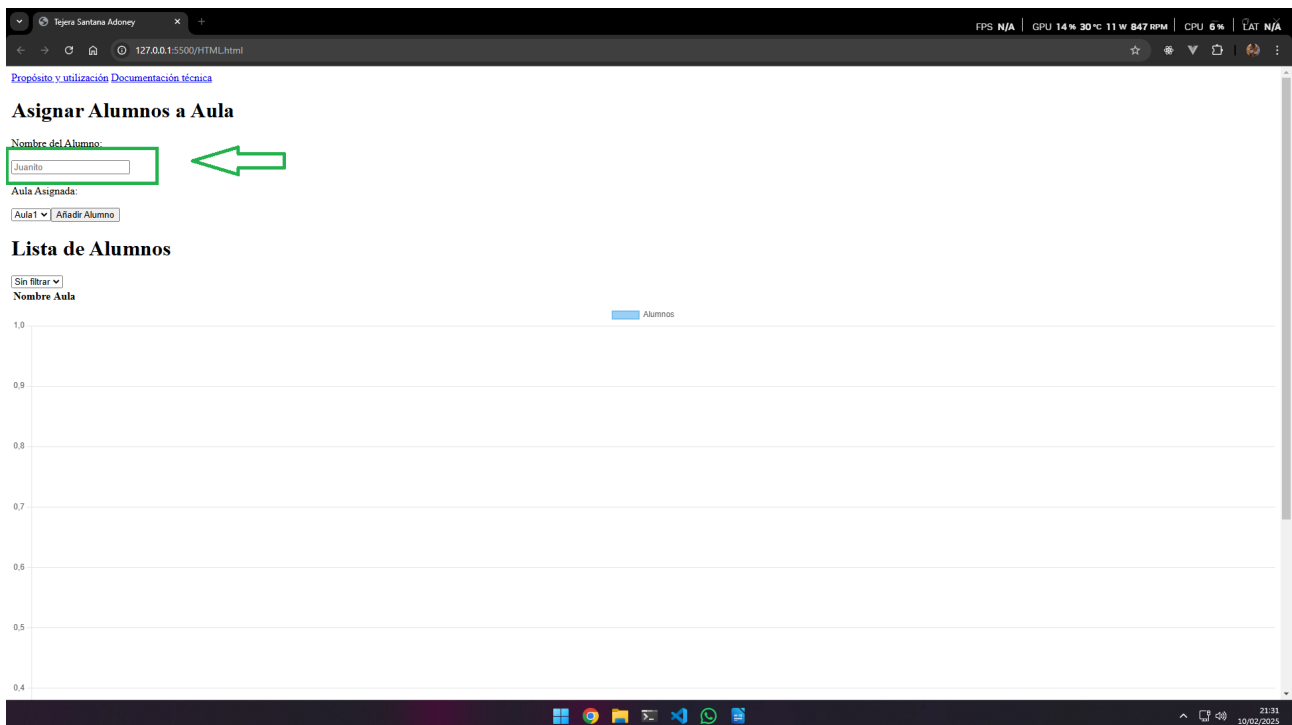 Tejera Santana Adoney
FPS N/A GPU 14 % 30 °C 11 W 847 RPM CPU 6 % LAT N/A
127.0.0.1:5500/HTML.html
Propósito y utilización Documentación técnica
Asignar Alumnos a Aula
Nombre del Alumno:
Juanito
Aula Asignada:
Aula1 Añadir Alumno
Lista de Alumnos
Sin filtrar
Nombre Aula
Alumnos
1,0
0,9
0,8
0,7
0,6
0,5
0,4
21:31
10/02/2025